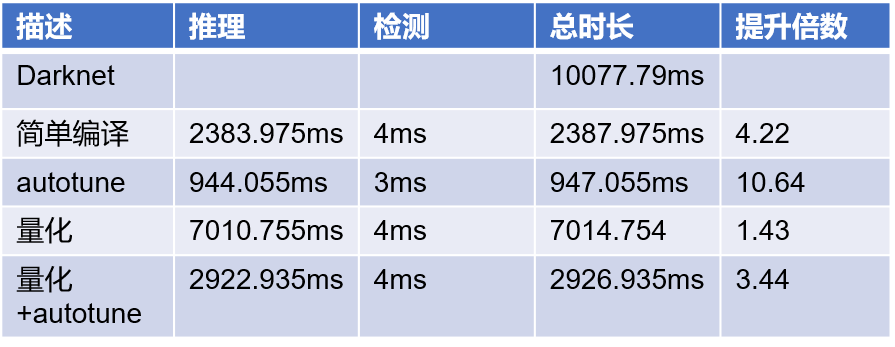 描述 推理 检测 总时长 提升倍数
Darknet 10077.79ms
简单编译 2383.975ms 4ms 2387.975ms 4.22
autotune 944.055ms 3ms 947.055ms 10.64
量化 7010.755ms 4ms 7014.754 1.43
量化 2922.935ms 4ms 2926.935ms 3.44
+autotune